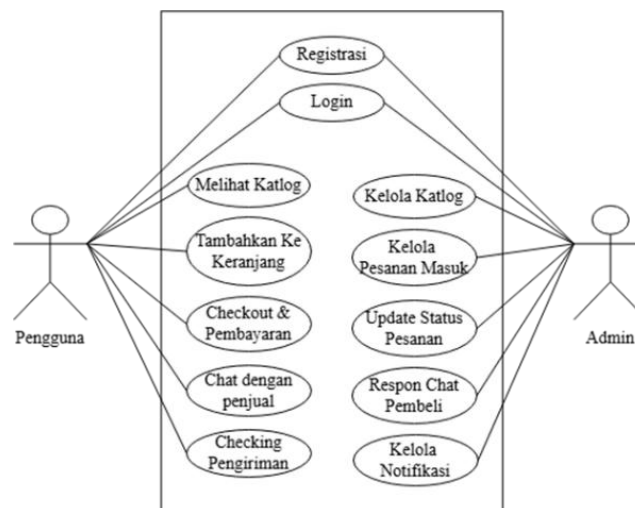 Registrasi
Login
Melihat Katlog
Kelola Katlog
Tambahkan Ke
Keranjang
Kelola
Pesanan Masuk
Checkout &
Pembayaran
Update Status
Pesanan
Pengguna
Admin
Chat dengan
penjual
Respon Chat
Pembeli
Checking
Pengiriman
Kelola
Notifikasi